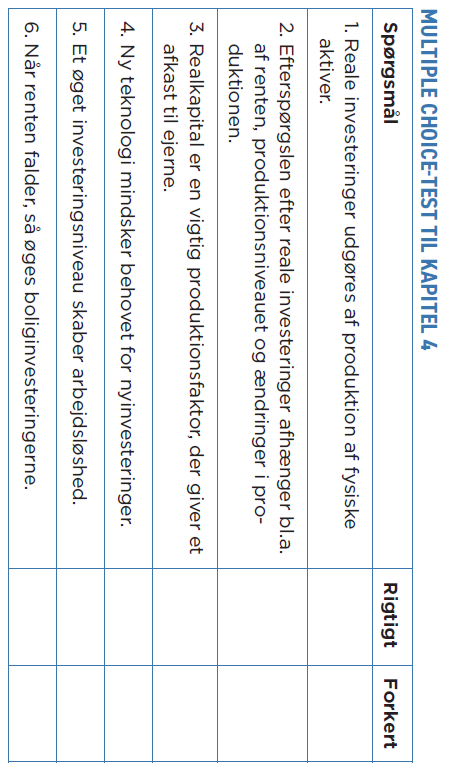 MULTIPLE CHOICE-TEST TIL KAPITEL 4
Spørgsmål Rigtigt Forkert
1. Reale investeringer udgøres af produktion af fysiske
aktiver.
2. Efterspørgslen efter reale investeringer afhænger bl.a.
af renten, produktionsniveauet og ændringer i pro-
duktionen.
3. Realkapital er en vigtig produktionsfaktor, der giver et
afkast til ejerne.
4. Ny teknologi mindsker behovet for nyinvesteringer.
5. Et øget investeringsniveau skaber arbejdsløshed.
6. Når renten falder, så øges boliginvesteringerne.